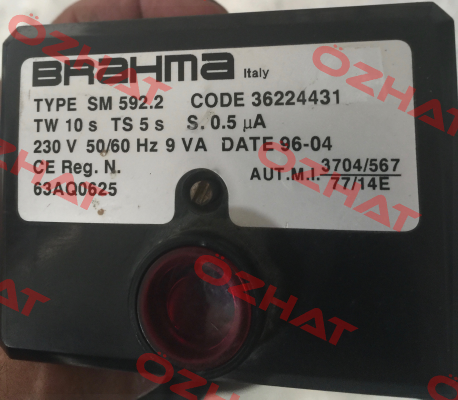 BRAHMA Italy
TYPE SM 592.2 CODE 36224431
TW 10 s TS 5 s S. 0.5 µA
230 V 50/60 Hz 9 VA DATE 96-04
CE Reg. N.
63AQ0625
AUT.M.I. 3704/567
77/14E
OZHAT
OZHAT
OZHAT
OZHAT
OZHAT
OZHAT